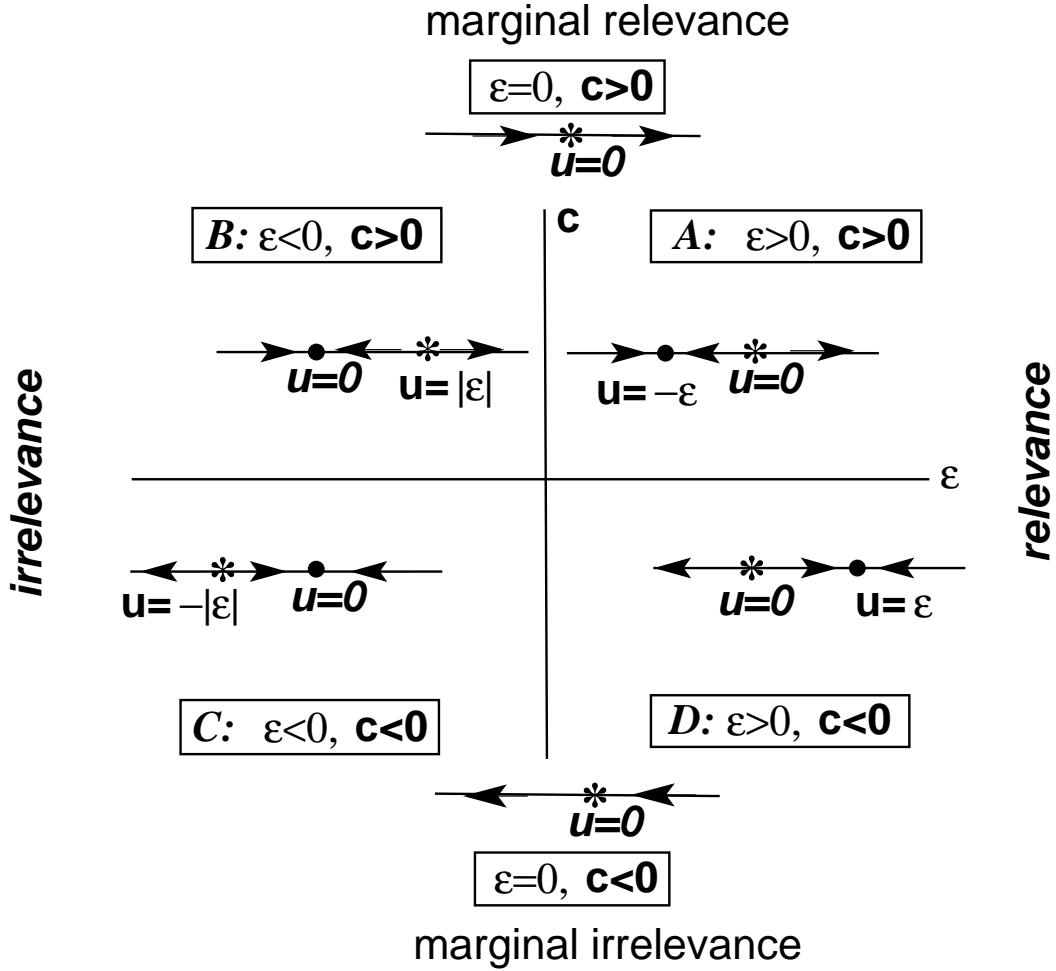 marginal relevance
ε=0, c>0
u=0
c
B: ε<0, c>0
A: ε>0, c>0
u=0
u= |ε|
u= −ε
u=0
irrelevance
relevance
ε
u= −|ε|
u=0
u=0
u= ε
C: ε<0, c<0
D: ε>0, c<0
u=0
ε=0, c<0
marginal irrelevance